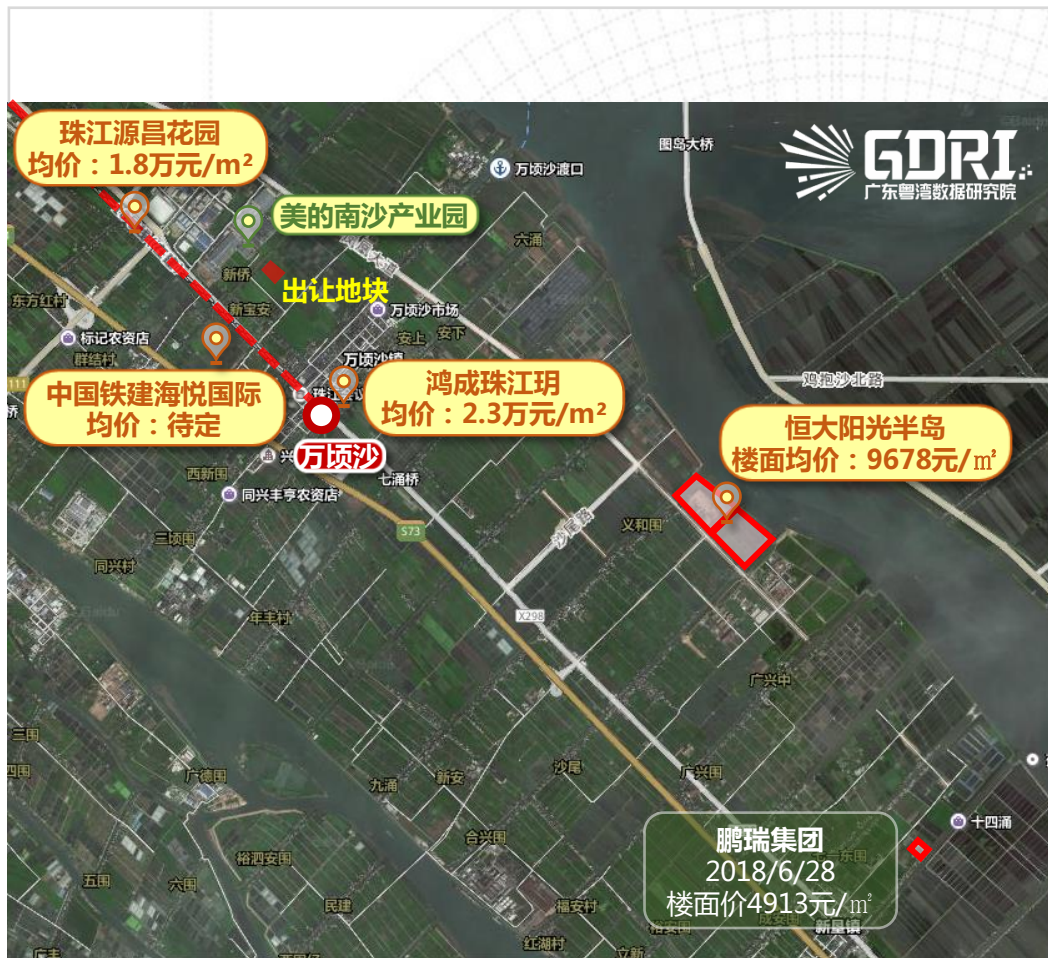 珠江源昌花园
均价：1.8万元/m²
图岛大桥
GDRI
广东粤湾数据研究院
万顷沙渡口
美的南沙产业园
六涌
新侨
出让地块
东方红村
新宝安
万顷沙市场
标记农资店
安上
安下
群结村
万顷沙镇
111
鸡抱沙北路
中国铁建海悦国际
均价：待定
鸿成珠江玥
均价：2.3万元/m²
恒大阳光半岛
楼面均价：9678元/㎡
万顷沙
七涌桥
西新围
同兴丰亨农资店
S73
义和围
三顷围
同兴村
年丰村
X298
广兴中
三围
四围
广德围
九涌
新安
沙尾
广兴围
十四涌
鹏瑞集团
2018/6/28
楼面价4913元/㎡
合兴围
裕泗安围
五围
六围
民建
福安村
裕安围
成安围
新垦镇
红湖村
立新
广丰